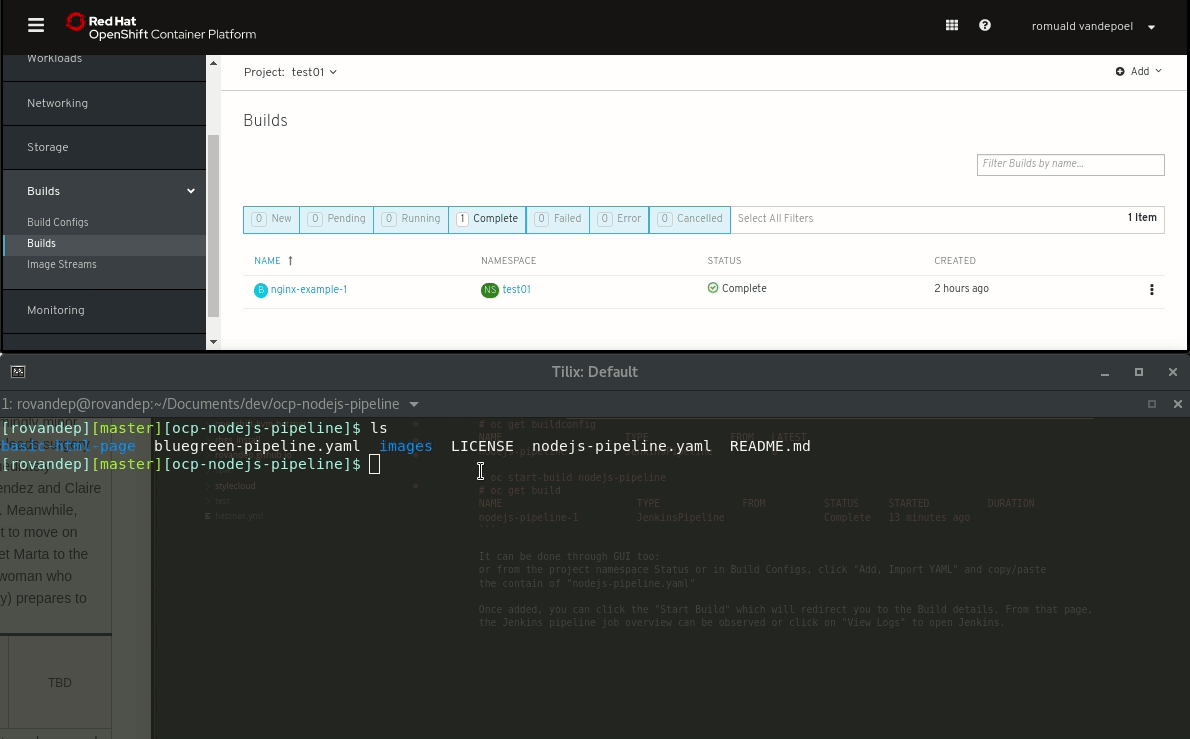 Red Hat
OpenShift Container Platform
romuald vandepoel
Workloads
Networking
Storage
Builds
Build Configs
Builds
Image Streams
Monitoring
Project: test01
Add
Builds
Filter Builds by name...
0 New 0 Pending 0 Running 1 Complete 0 Failed 0 Error 0 Cancelled Select All Filters 1 Item
NAME NAMESPACE STATUS CREATED
B nginx-example-1 NS test01 Complete 2 hours ago
Tilix: Default
1: rovandep@rovandep:~/Documents/dev/ocp-nodejs-pipeline
[rovandep][master][ocp-nodejs-pipeline]$ ls
basic-html-page bluegreen-pipeline.yaml images LICENSE nodejs-pipeline.yaml README.md
[rovandep][master][ocp-nodejs-pipeline]$
# oc get buildconfig
NAME TYPE FROM LATEST
oc start-build nodejs-pipeline
# oc get build
NAME TYPE FROM STATUS STARTED DURATION
nodejs-pipeline-1 JenkinsPipeline Complete 13 minutes ago
It can be done through GUI too:
or from the project namespace Status or in Build Configs, click "Add, Import YAML" and copy/paste
the contain of "nodejs-pipeline.yaml"
Once added, you can click the "Start Build" which will redirect you to the Build details. From that page,
the Jenkins pipeline job overview can be observed or click on "View Logs" to open Jenkins.
stylecloud
test
endez and Claire
. Meanwhile,
t to move on
et Marta to the
woman who
y) prepares to
TBD